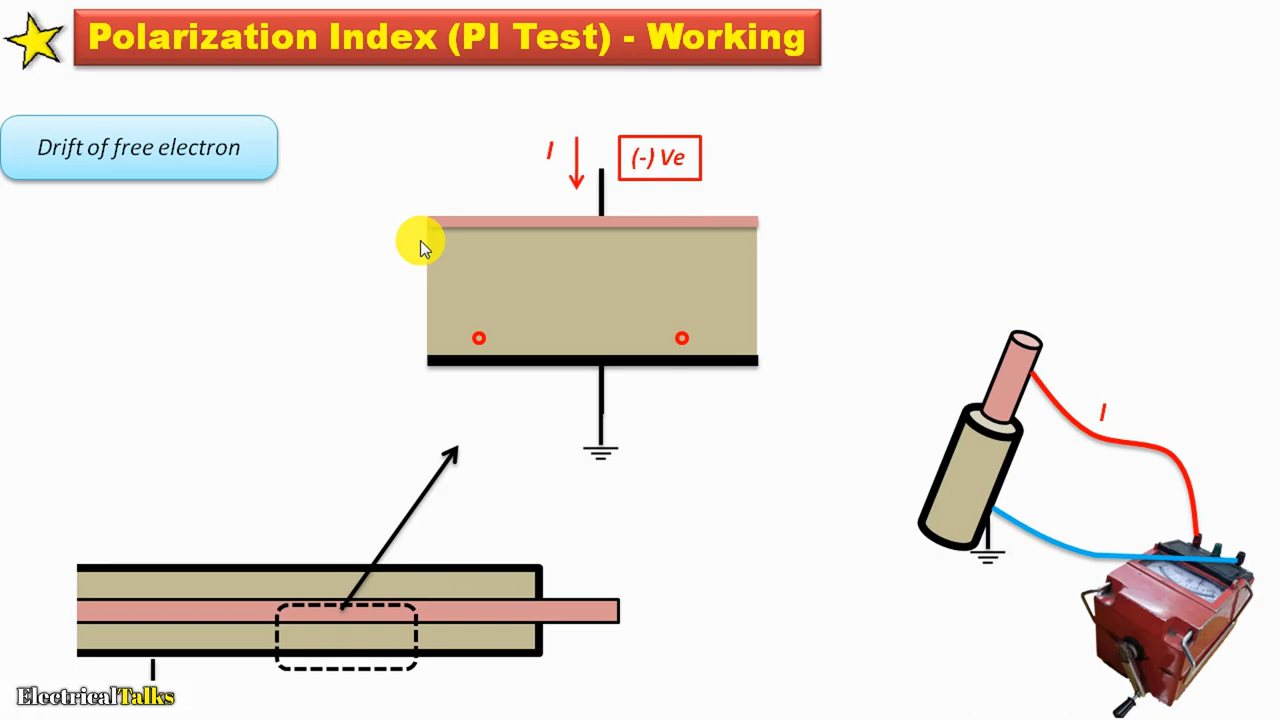 Polarization Index (PI Test) - Working
Drift of free electron
I
(-) Ve
I
ElectricalTalks